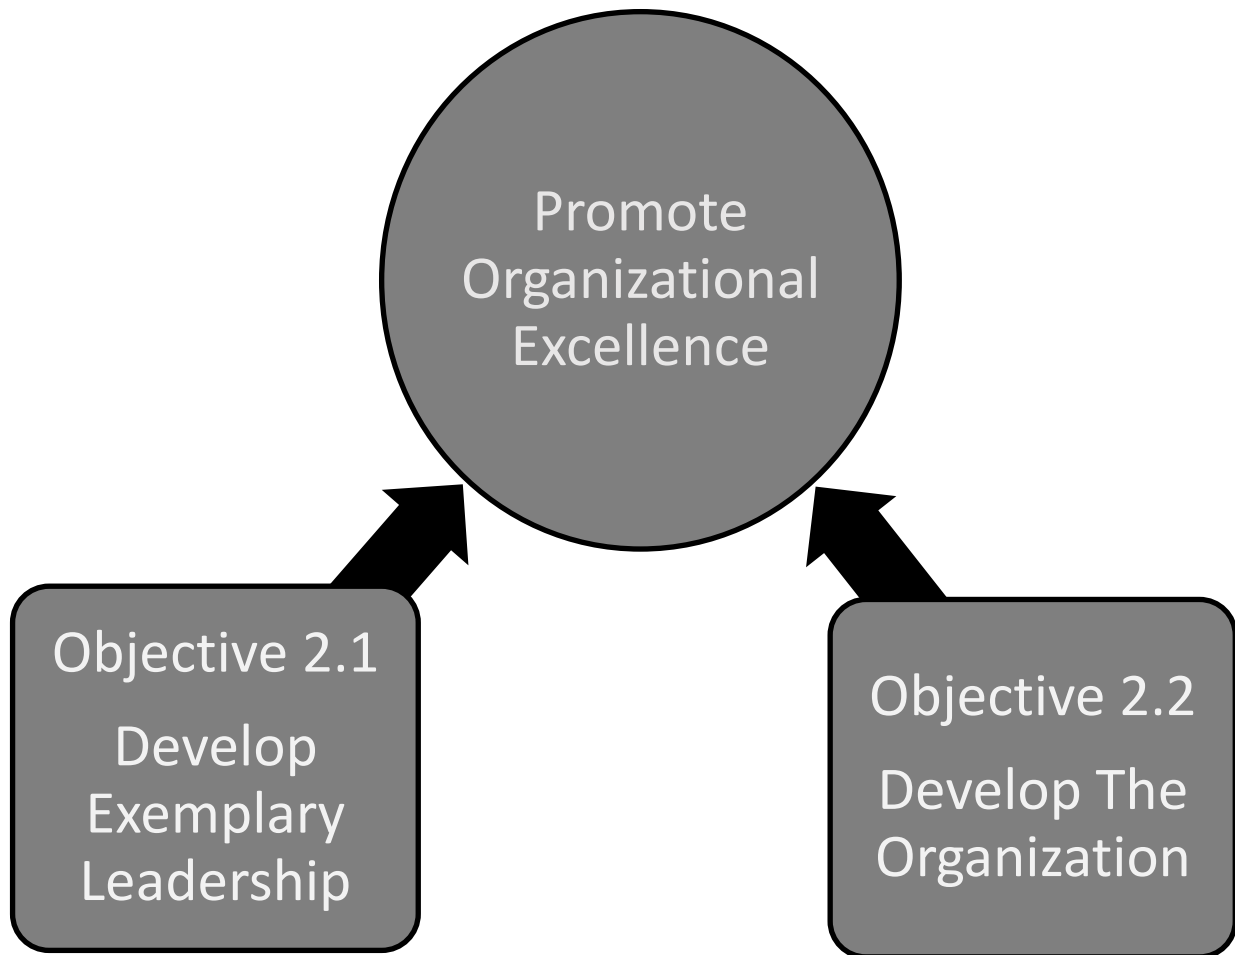 Promote
Organizational
Excellence
Objective 2.1
Develop
Exemplary
Leadership
Objective 2.2
Develop The
Organization